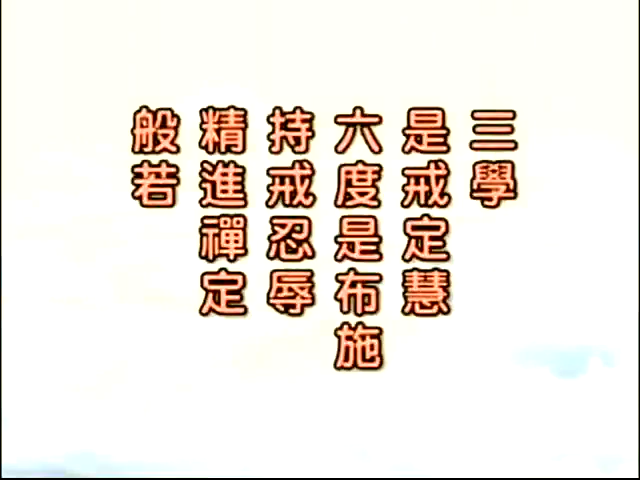 三學
是戒定慧
六度是布施
持戒忍辱
精進禪定
般若